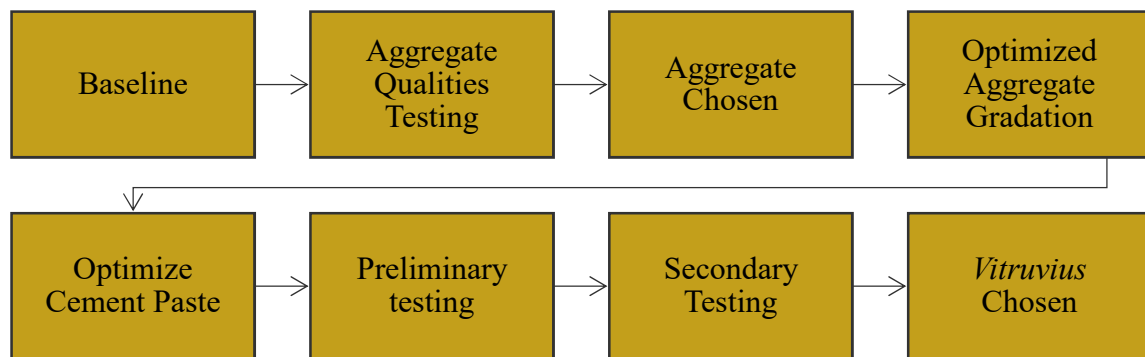 Baseline
Aggregate
Qualities
Testing
Aggregate
Chosen
Optimized
Aggregate
Gradation
Optimize
Cement Paste
Preliminary
testing
Secondary
Testing
Vitruvius
Chosen